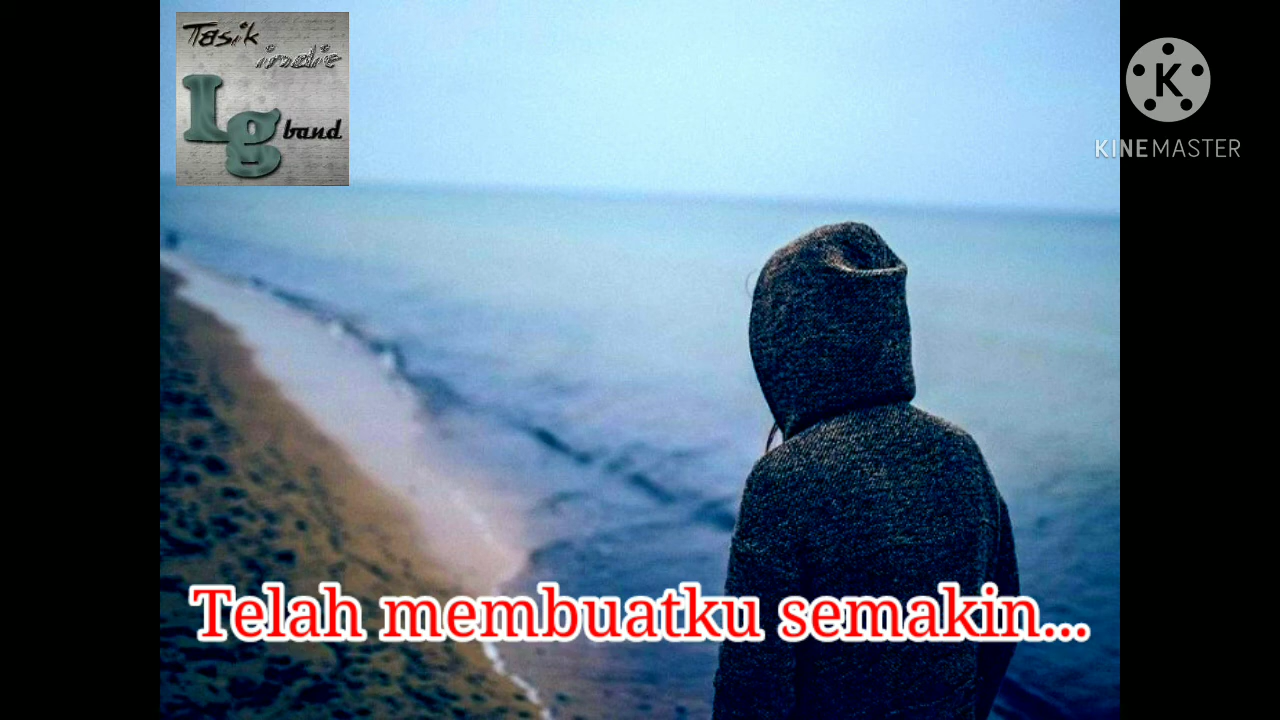 Tasik
indie
Lg band
KINEMASTER
Telah membuatku semakin...